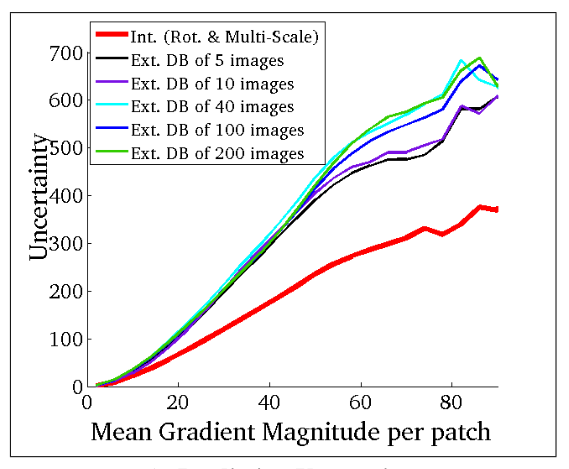 Int. (Rot. & Multi-Scale)
Ext. DB of 5 images
Ext. DB of 10 images
Ext. DB of 40 images
Ext. DB of 100 images
Ext. DB of 200 images
Uncertainty
700
600
500
400
300
200
100
0
0 20 40 60 80
Mean Gradient Magnitude per patch